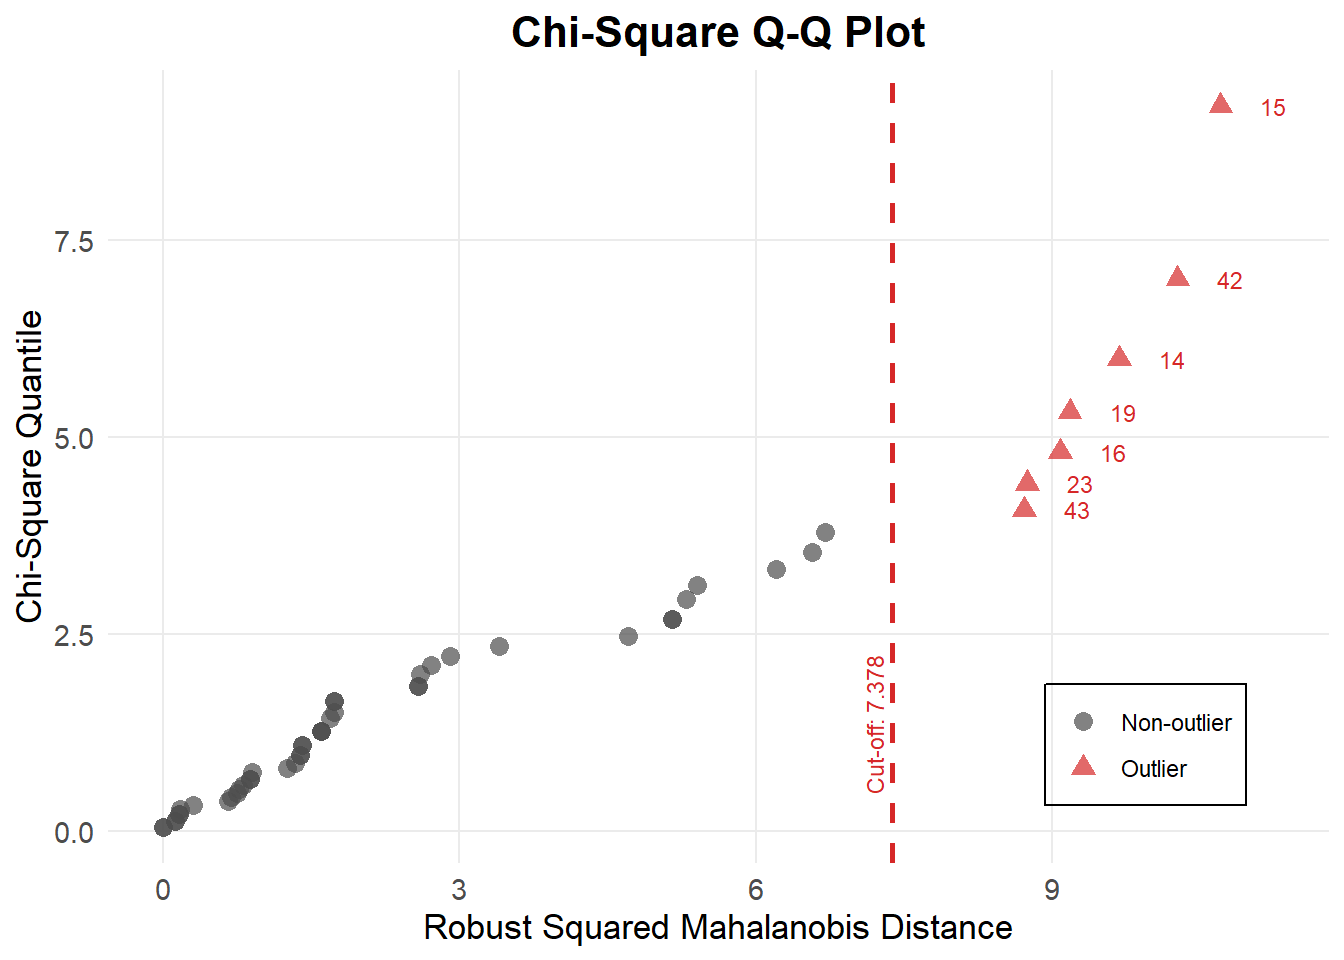 Chi-Square Q-Q Plot
15
7.5
42
14
19
5.0
16
23
43
Chi-Square Quantile
2.5
Cut-off: 7.378
Non-outlier
Outlier
0.0
0 3 6 9
Robust Squared Mahalanobis Distance